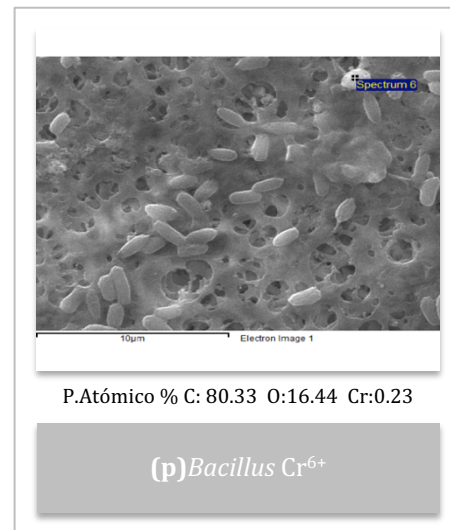 Spectrum 6
10µm Electron Image 1
P.Atómico % C: 80.33 O:16.44 Cr:0.23
(p)Bacillus Cr⁶⁺